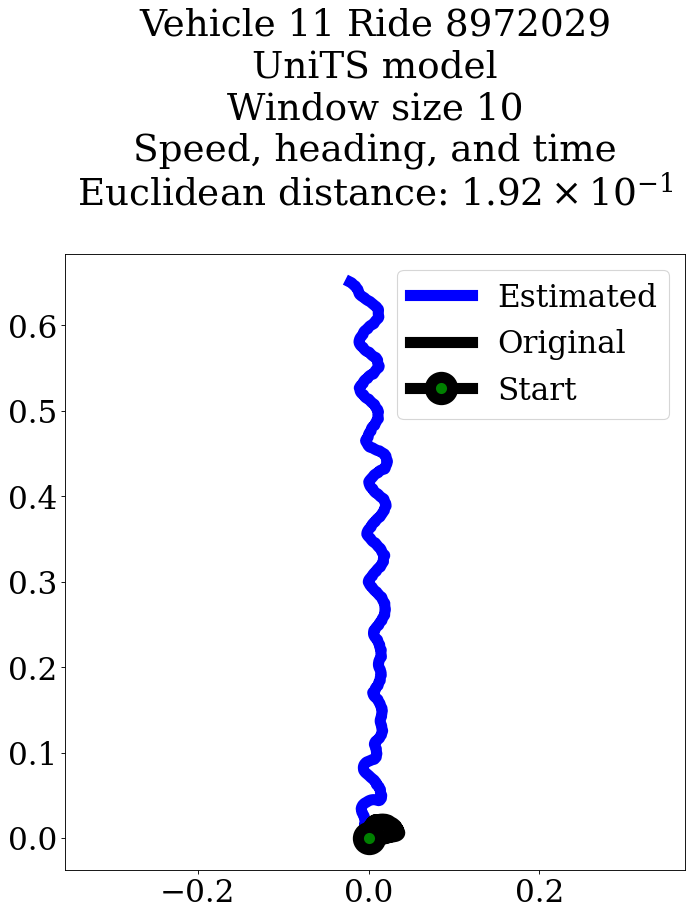 Vehicle 11 Ride 8972029
UniTS model
Window size 10
Speed, heading, and time
Euclidean distance: 1.92 × 10⁻¹
Estimated
Original
Start
0.6
0.5
0.4
0.3
0.2
0.1
0.0
−0.2 0.0 0.2